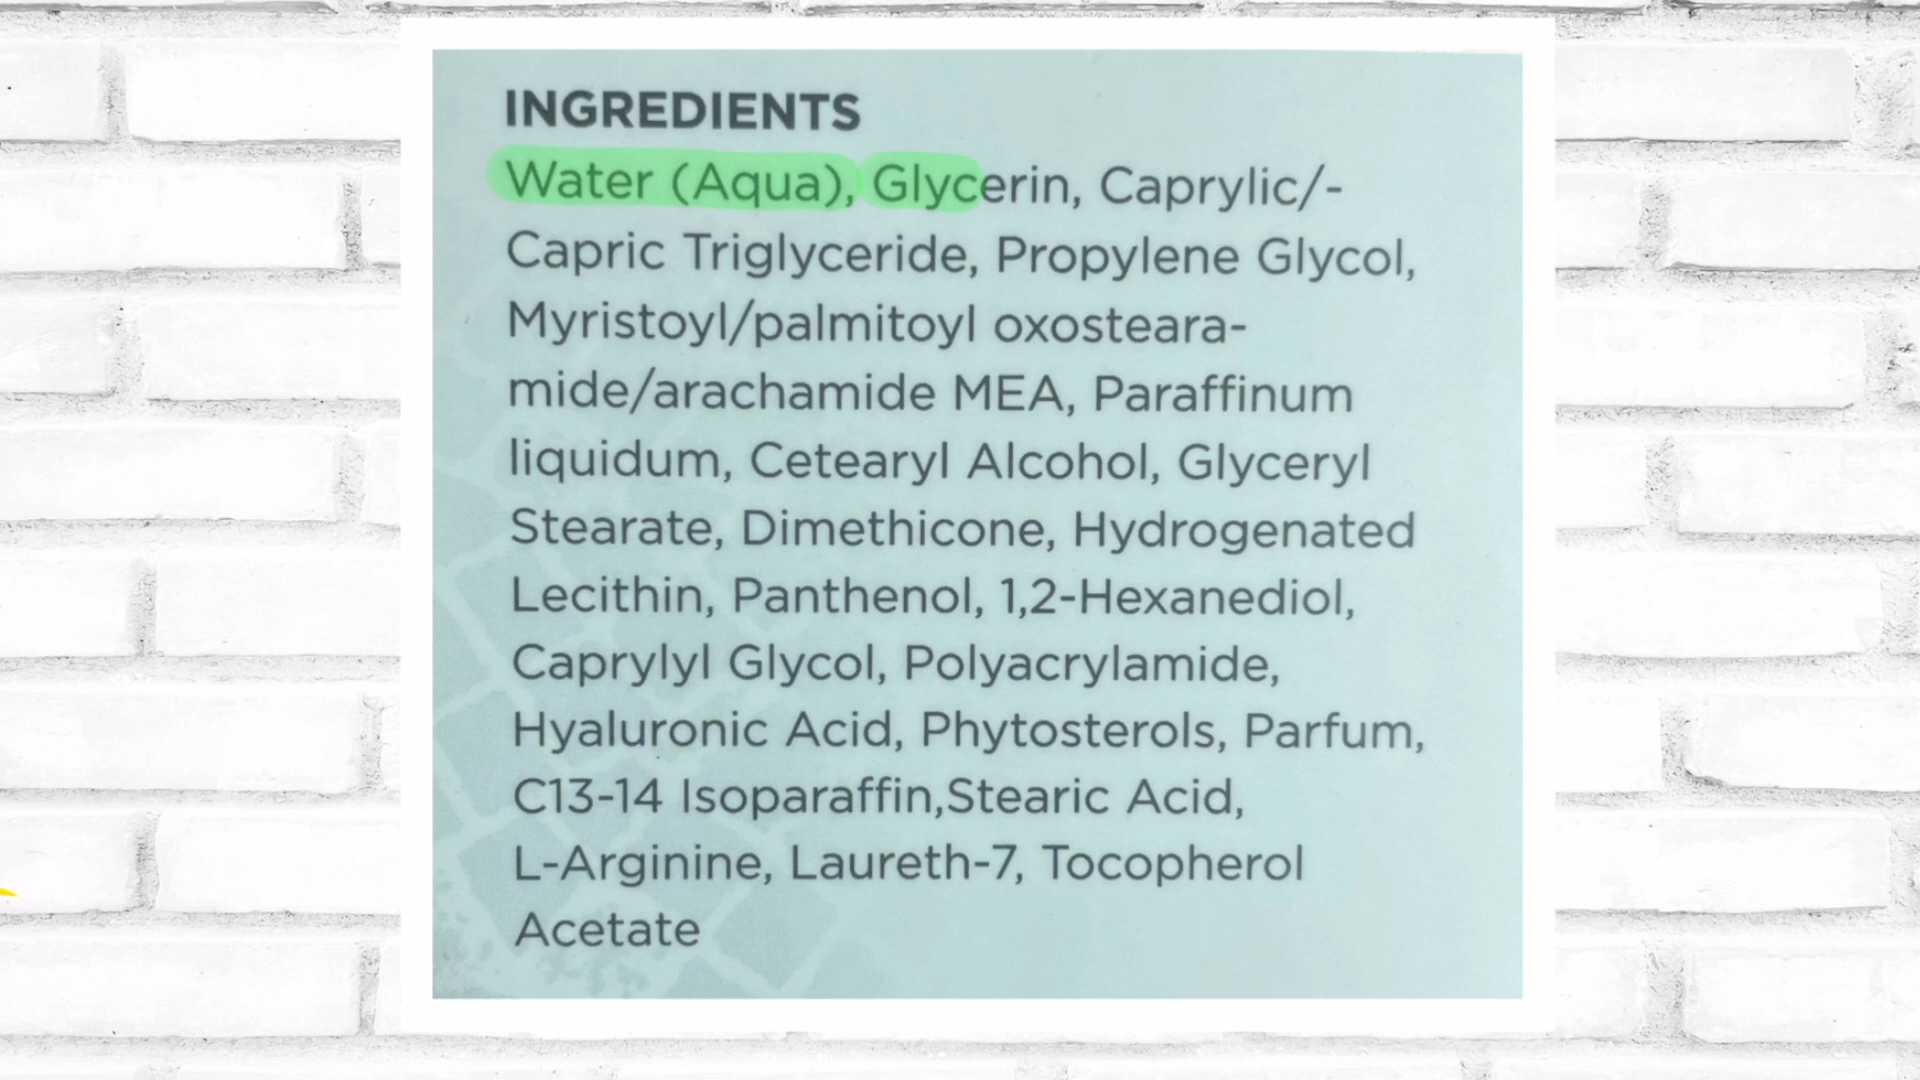 INGREDIENTS
Water (Aqua), Glycerin, Caprylic/-
Capric Triglyceride, Propylene Glycol,
Myristoyl/palmitoyl oxosteara-
mide/arachamide MEA, Paraffinum
liquidum, Cetearyl Alcohol, Glyceryl
Stearate, Dimethicone, Hydrogenated
Lecithin, Panthenol, 1,2-Hexanediol,
Caprylyl Glycol, Polyacrylamide,
Hyaluronic Acid, Phytosterols, Parfum,
C13-14 Isoparaffin,Stearic Acid,
L-Arginine, Laureth-7, Tocopherol
Acetate